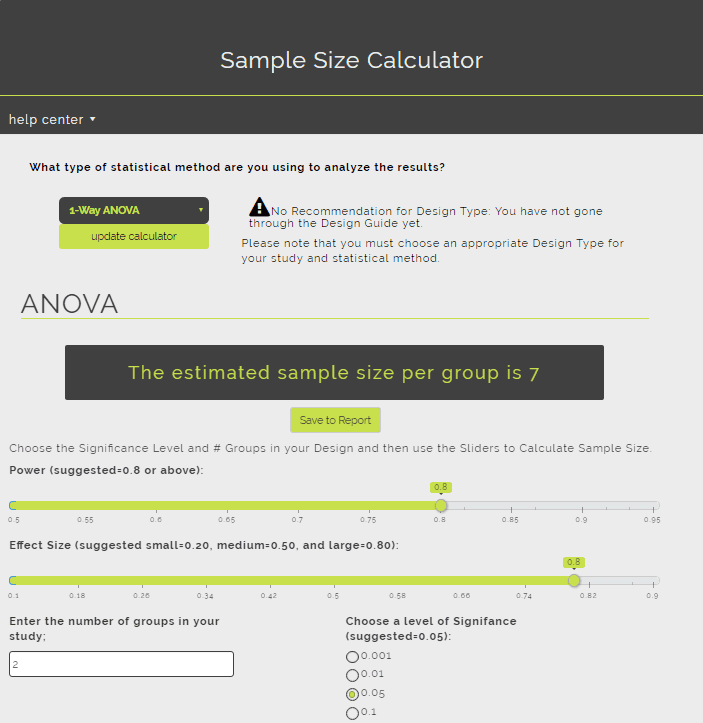 Sample Size Calculator
help center ▾
What type of statistical method are you using to analyze the results?
1-Way ANOVA
update calculator
No Recommendation for Design Type: You have not gone
through the Design Guide yet.
Please note that you must choose an appropriate Design Type for
your study and statistical method.
ANOVA
The estimated sample size per group is 7
Save to Report
Choose the Significance Level and # Groups in your Design and then use the Sliders to Calculate Sample Size.
Power (suggested=0.8 or above):
0.8
0.5 0.55 0.6 0.65 0.7 0.75 0.8 0.85 0.9 0.95
Effect Size (suggested small=0.20, medium=0.50, and large=0.80):
0.8
0.1 0.18 0.26 0.34 0.42 0.5 0.58 0.66 0.74 0.82 0.9
Enter the number of groups in your
study;
2
Choose a level of Signifance
(suggested=0.05):
0.001
0.01
0.05
0.1